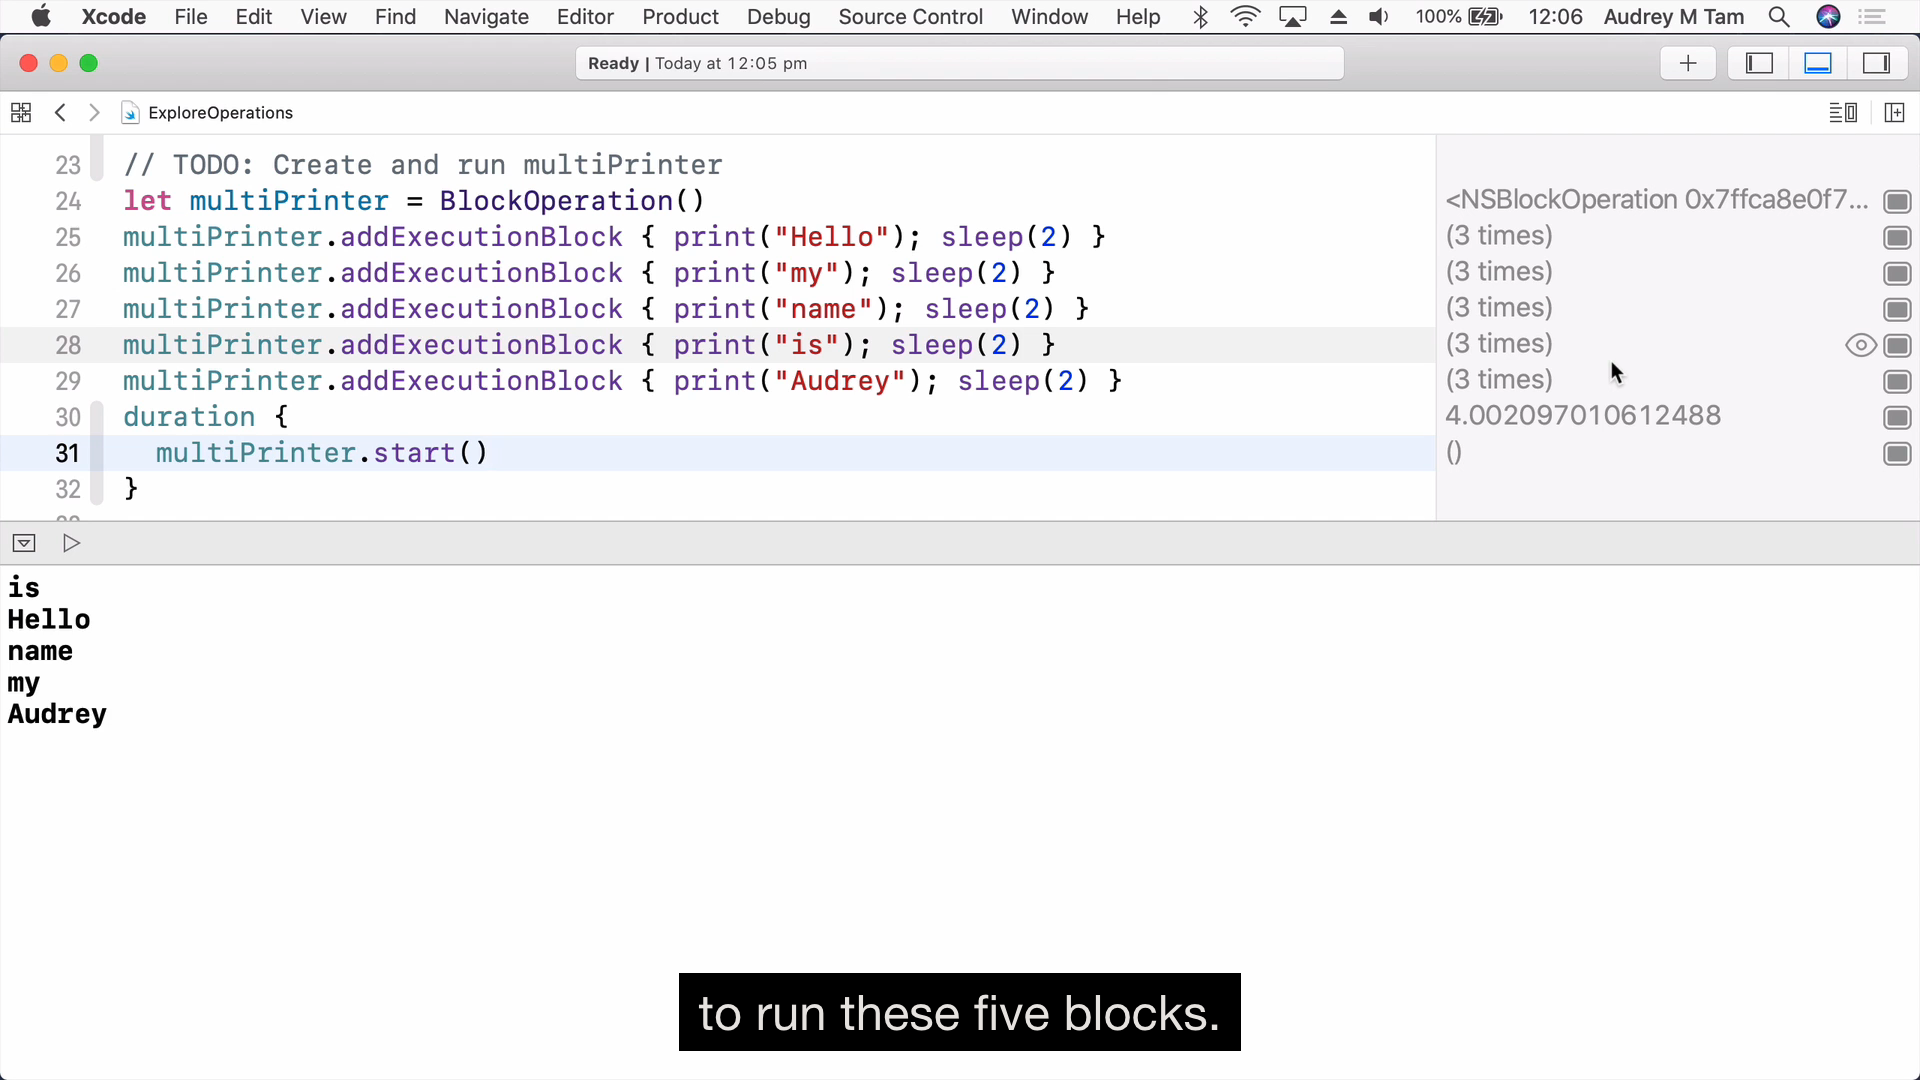 Xcode File Edit View Find Navigate Editor Product Debug Source Control Window Help 100% 12:06 Audrey M Tam
Ready | Today at 12:05 pm
ExploreOperations
23 // TODO: Create and run multiPrinter
24 let multiPrinter = BlockOperation() <NSBlockOperation 0x7ffca8e0f7...
25 multiPrinter.addExecutionBlock { print("Hello"); sleep(2) } (3 times)
26 multiPrinter.addExecutionBlock { print("my"); sleep(2) } (3 times)
27 multiPrinter.addExecutionBlock { print("name"); sleep(2) } (3 times)
28 multiPrinter.addExecutionBlock { print("is"); sleep(2) } (3 times)
29 multiPrinter.addExecutionBlock { print("Audrey"); sleep(2) } (3 times)
30 duration { 4.002097010612488
31 multiPrinter.start() ()
32 }
is
Hello
name
my
Audrey
to run these five blocks.